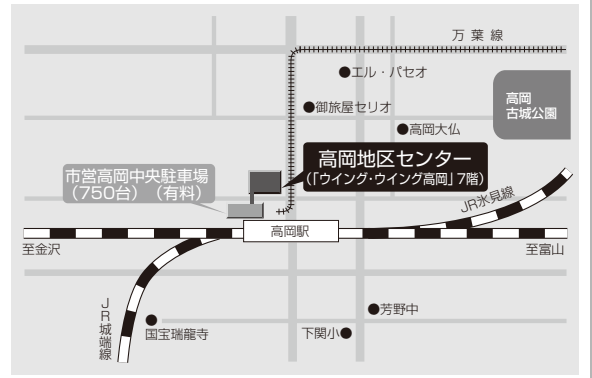 万葉線
エル・パセオ
御旅屋セリオ
高岡
古城公園
高岡大仏
高岡地区センター
(「ウイング・ウイング高岡」7階)
市営高岡中央駐車場
(750台)(有料)
JR氷見線
高岡駅
至金沢
至富山
JR城端線
国宝瑞龍寺
芳野中
下関小